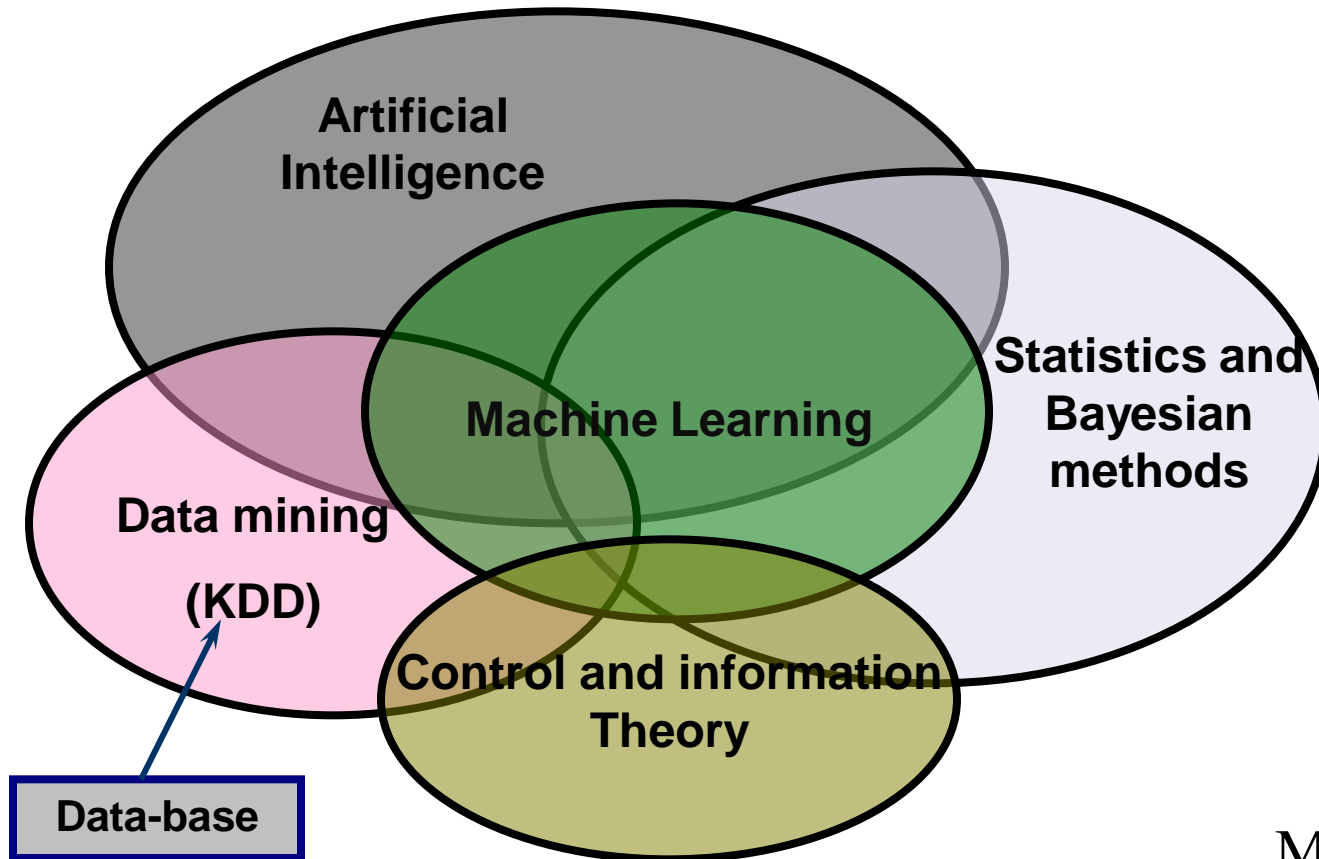 Artificial
Intelligence
Statistics and
Bayesian
methods
Machine Learning
Data mining
(KDD)
Control and information
Theory
Data-base
M